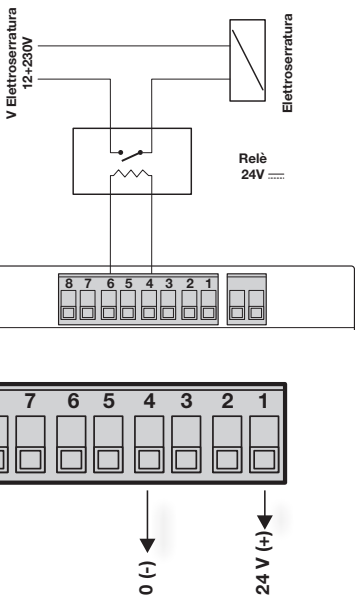 V Elettroserratura
12÷230V
Elettroserratura
Relè
24V
8 7 6 5 4 3 2 1
7 6 5 4 3 2 1
0 (-)
24 V (+)